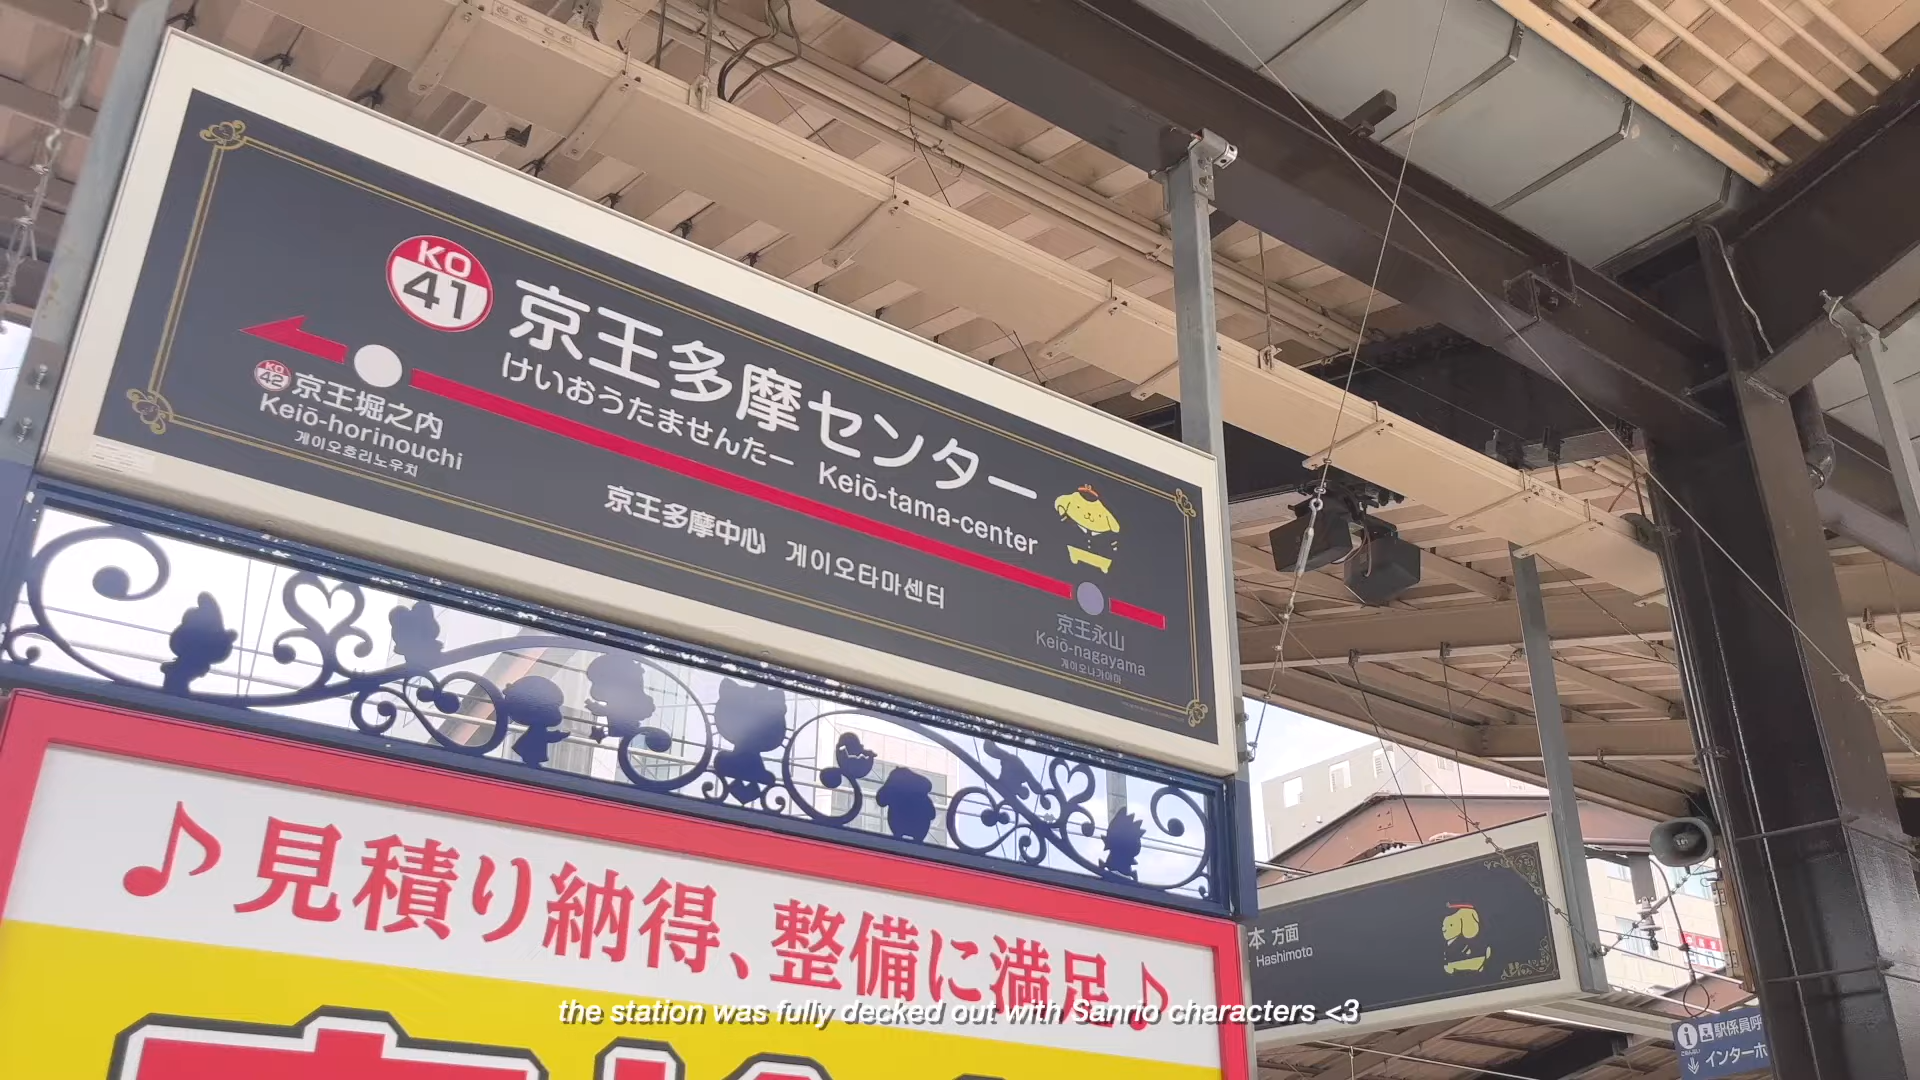 KO
41
京王多摩センター
けいおうたませんたー
Keiō-tama-center
京王多摩中心 게이오타마센터
KO
42
京王堀之内
Keiō-horinouchi
게이오호리노우치
京王永山
Keiō-nagayama
게이오나가야마
♪見積り納得、整備に満足♪
本 方面
Hashimoto
駅係員呼
インターホ
the station was fully decked out with Sanrio characters <3